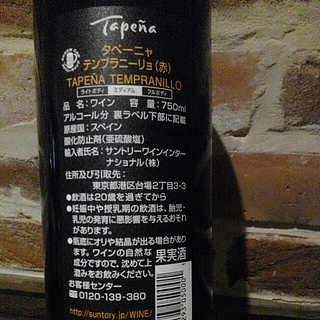 Tapeña
タペーニャ
テンプラニーリョ(赤)
TAPEÑA TEMPRANILLO
ライトボディ ミディアム フルボディ
品 名:ワイン 容 量:750ml
アルコール分 裏ラベル下部に記載
原産国:スペイン
酸化防止剤(亜硫酸塩)
輸入者氏名:サントリーワインインター
ナショナル(株)
住所及び引取先:
東京都港区台場2丁目3-3
●飲酒は20歳を過ぎてから
●妊娠中や授乳期の飲酒は、胎児・
乳児の発育に悪影響を与えるおそれ
があります。
●瓶底にオリや結晶が出る場合があり
ます。ワインの自然な
成分ですので、沈めて上
澄みをお飲みください。
果実酒
お客様センター
0120-139-380
http://suntory.jp/WINE/